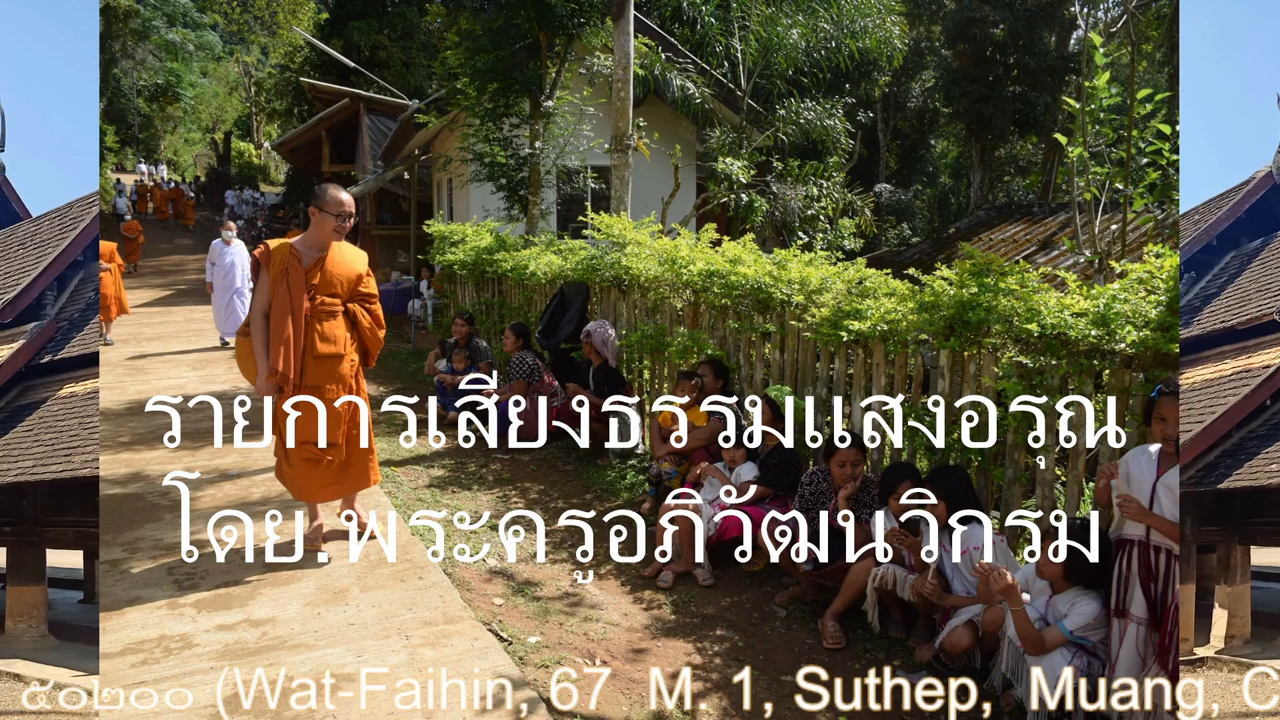 รายการเสียงธรรมแสงอรุณ
โดย.พระครูอภิวัฒนวิกรม
๕๐๒๐๐ (Wat-Faihin, 67 M. 1, Suthep, Muang, C